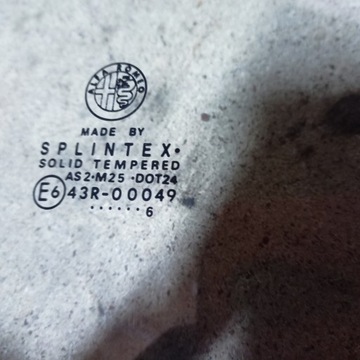 ALFA ROMEO
MADE BY
SPLINTEX·
SOLID TEMPERED
AS2·M25 ·DOT24
E6 43R-00049
······6